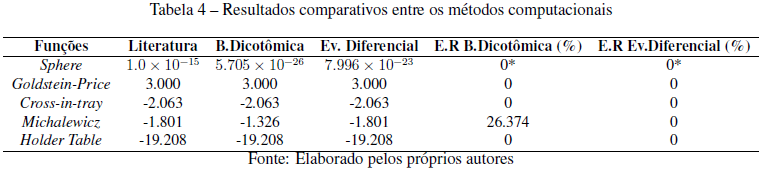 Tabela 4 – Resultados comparativos entre os métodos computacionais
Funções Literatura B.Dicotômica Ev. Diferencial E.R B.Dicotômica (%) E.R Ev.Diferencial (%)
Sphere 1.0 × 10⁻¹⁵ 5.705 × 10⁻²⁶ 7.996 × 10⁻²³ 0* 0*
Goldstein-Price 3.000 3.000 3.000 0 0
Cross-in-tray -2.063 -2.063 -2.063 0 0
Michalewicz -1.801 -1.326 -1.801 26.374 0
Holder Table -19.208 -19.208 -19.208 0 0
Fonte: Elaborado pelos próprios autores